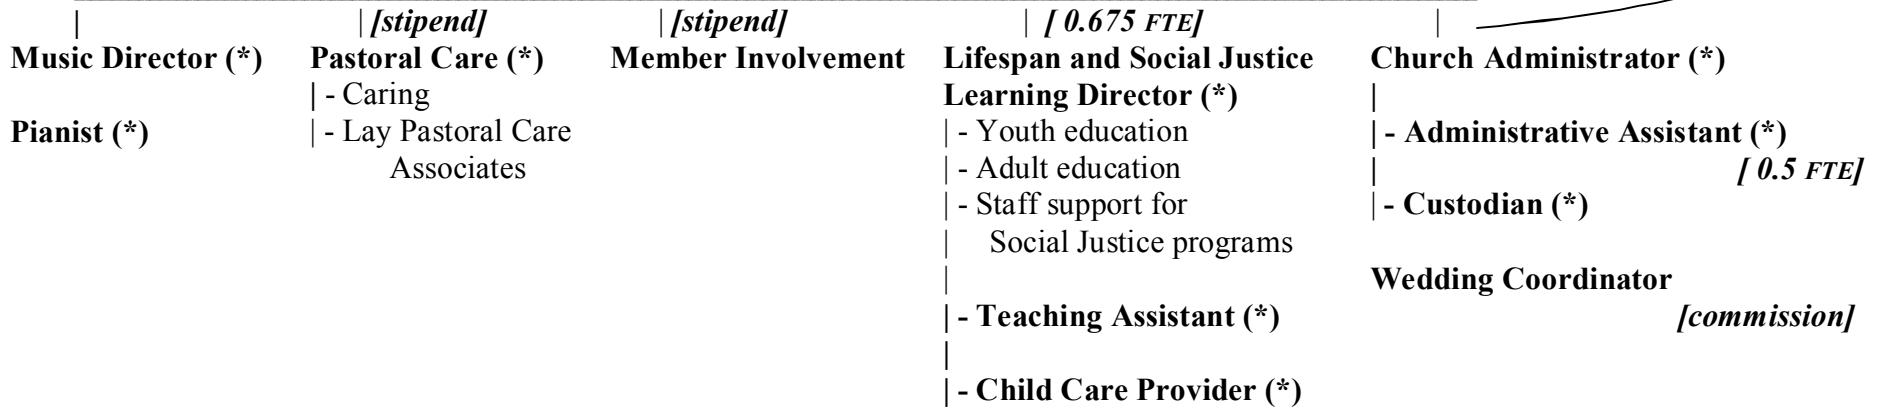 | | [stipend] | [stipend] | [ 0.675 FTE] |
Music Director (*) Pastoral Care (*) Member Involvement Lifespan and Social Justice Church Administrator (*)
| - Caring Learning Director (*) |
Pianist (*) | - Lay Pastoral Care | - Youth education | - Administrative Assistant (*)
Associates | - Adult education | [ 0.5 FTE]
| - Staff support for | - Custodian (*)
| Social Justice programs
| Wedding Coordinator
| - Teaching Assistant (*) [commission]
|
| - Child Care Provider (*)